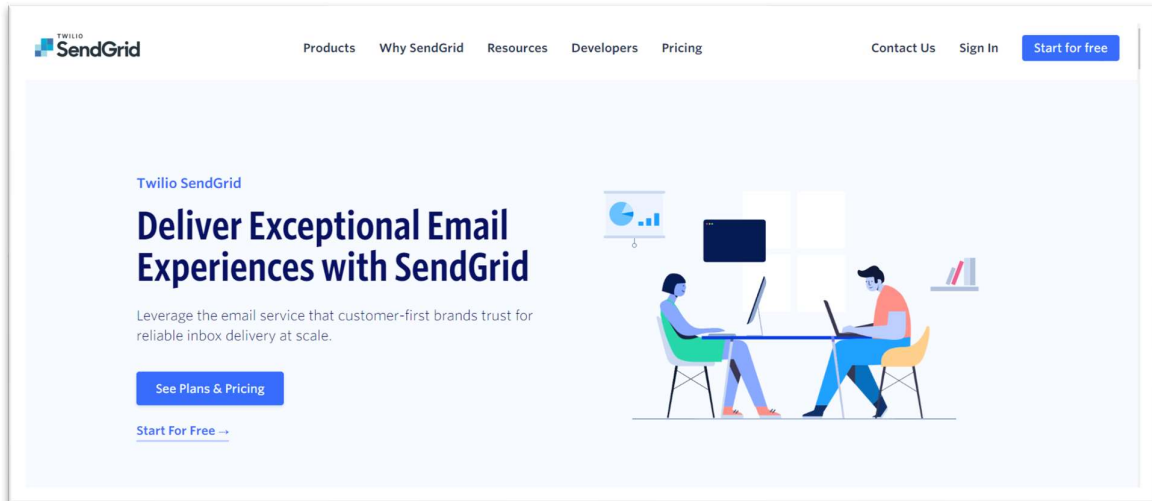 TWILIO
SendGrid
Products Why SendGrid Resources Developers Pricing Contact Us Sign In Start for free
Twilio SendGrid
Deliver Exceptional Email
Experiences with SendGrid
Leverage the email service that customer-first brands trust for
reliable inbox delivery at scale.
See Plans & Pricing
Start For Free →